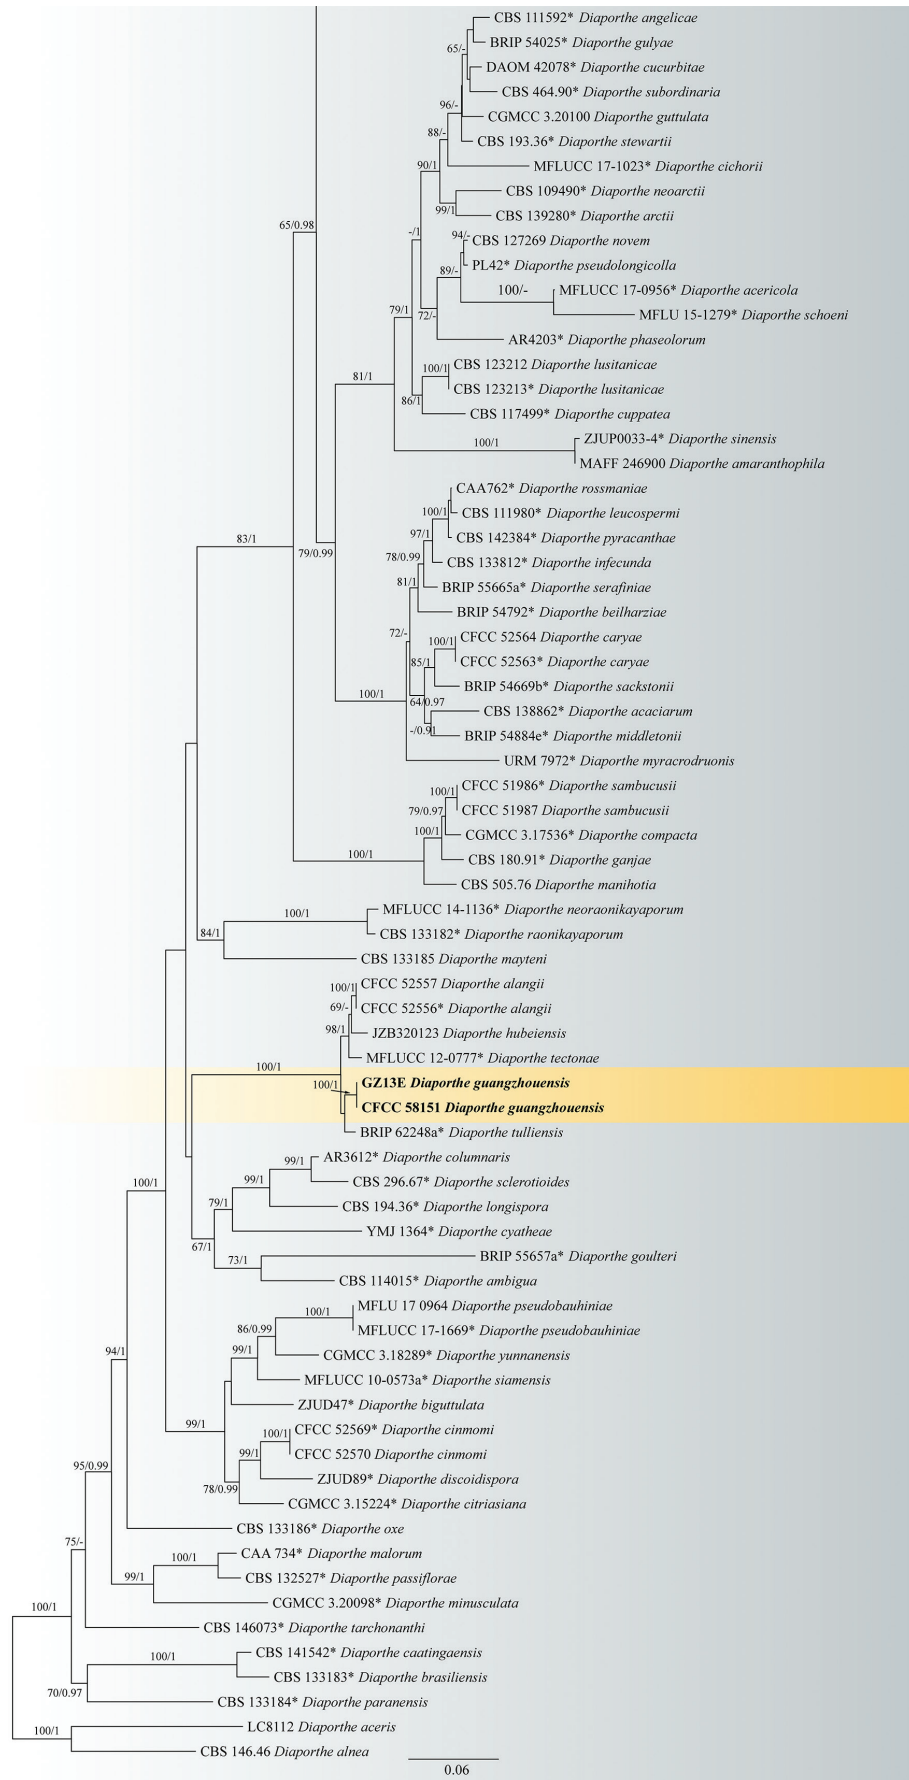 CBS 111592* Diaporthe angelicae
BRIP 54025* Diaporthe gulyae
65/-
DAOM 42078* Diaporthe cucurbitae
CBS 464.90* Diaporthe subordinaria
96/-
CGMCC 3.20100 Diaporthe guttulata
88/-
CBS 193.36* Diaporthe stewartii
90/1
MFLUCC 17-1023* Diaporthe cichorii
CBS 109490* Diaporthe neoarctii
99/1
CBS 139280* Diaporthe arctii
65/0.98
-/1
94/-
CBS 127269 Diaporthe novem
PL42* Diaporthe pseudolongicolla
89/-
100/-
MFLUCC 17-0956* Diaporthe acericola
79/1
72/-
MFLU 15-1279* Diaporthe schoeni
AR4203* Diaporthe phaseolorum
CBS 123212 Diaporthe lusitanicae
100/1
81/1
CBS 123213* Diaporthe lusitanicae
86/1
CBS 117499* Diaporthe cuppatea
100/1
ZJUP0033-4* Diaporthe sinensis
MAFF 246900 Diaporthe amaranthophila
CAA762* Diaporthe rossmaniae
100/1
CBS 111980* Diaporthe leucospermi
97/1
CBS 142384* Diaporthe pyracanthae
83/1
79/0.99
78/0.99
CBS 133812* Diaporthe infecunda
81/1
BRIP 55665a* Diaporthe serafiniae
BRIP 54792* Diaporthe beilharziae
72/-
CFCC 52564 Diaporthe caryae
100/1
85/1
CFCC 52563* Diaporthe caryae
100/1
BRIP 54669b* Diaporthe sackstonii
64/0.97
CBS 138862* Diaporthe acaciarum
-/0.91
BRIP 54884e* Diaporthe middletonii
URM 7972* Diaporthe myracrodruonis
CFCC 51986* Diaporthe sambucusii
100/1
79/0.97
CFCC 51987 Diaporthe sambucusii
100/1
CGMCC 3.17536* Diaporthe compacta
100/1
CBS 180.91* Diaporthe ganjae
CBS 505.76 Diaporthe manihotia
100/1
MFLUCC 14-1136* Diaporthe neoraonikayaporum
84/1
CBS 133182* Diaporthe raonikayaporum
CBS 133185 Diaporthe mayteni
100/1
CFCC 52557 Diaporthe alangii
69/-
CFCC 52556* Diaporthe alangii
98/1
JZB320123 Diaporthe hubeiensis
MFLUCC 12-0777* Diaporthe tectonae
100/1
100/1
GZ13E Diaporthe guangzhouensis
CFCC 58151 Diaporthe guangzhouensis
BRIP 62248a* Diaporthe tulliensis
99/1
AR3612* Diaporthe columnaris
99/1
CBS 296.67* Diaporthe sclerotioides
100/1
79/1
CBS 194.36* Diaporthe longispora
YMJ 1364* Diaporthe cyatheae
67/1
73/1
BRIP 55657a* Diaporthe goulteri
CBS 114015* Diaporthe ambigua
100/1
MFLU 17 0964 Diaporthe pseudobauhiniae
86/0.99
MFLUCC 17-1669* Diaporthe pseudobauhiniae
94/1
99/1
CGMCC 3.18289* Diaporthe yunnanensis
MFLUCC 10-0573a* Diaporthe siamensis
ZJUD47* Diaporthe biguttulata
99/1
100/1
CFCC 52569* Diaporthe cinmomi
99/1
CFCC 52570 Diaporthe cinmomi
95/0.99
78/0.99
ZJUD89* Diaporthe discoidispora
CGMCC 3.15224* Diaporthe citriasiana
CBS 133186* Diaporthe oxe
75/-
100/1
CAA 734* Diaporthe malorum
99/1
CBS 132527* Diaporthe passiflorae
CGMCC 3.20098* Diaporthe minusculata
100/1
CBS 146073* Diaporthe tarchonanthi
100/1
CBS 141542* Diaporthe caatingaensis
CBS 133183* Diaporthe brasiliensis
70/0.97
CBS 133184* Diaporthe paranensis
100/1
LC8112 Diaporthe aceris
CBS 146.46 Diaporthe alnea
0.06